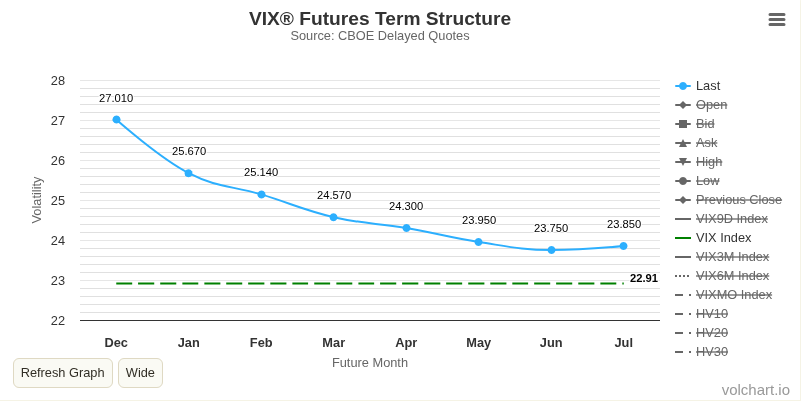 VIX® Futures Term Structure
Source: CBOE Delayed Quotes
Volatility
28
27
26
25
24
23
22
27.010
25.670
25.140
24.570
24.300
23.950
23.750
23.850
22.91
Dec Jan Feb Mar Apr May Jun Jul
Future Month
Last
Open
Bid
Ask
High
Low
Previous Close
VIX9D Index
VIX Index
VIX3M Index
VIX6M Index
VIXMO Index
HV10
HV20
HV30
Refresh Graph
Wide
volchart.io